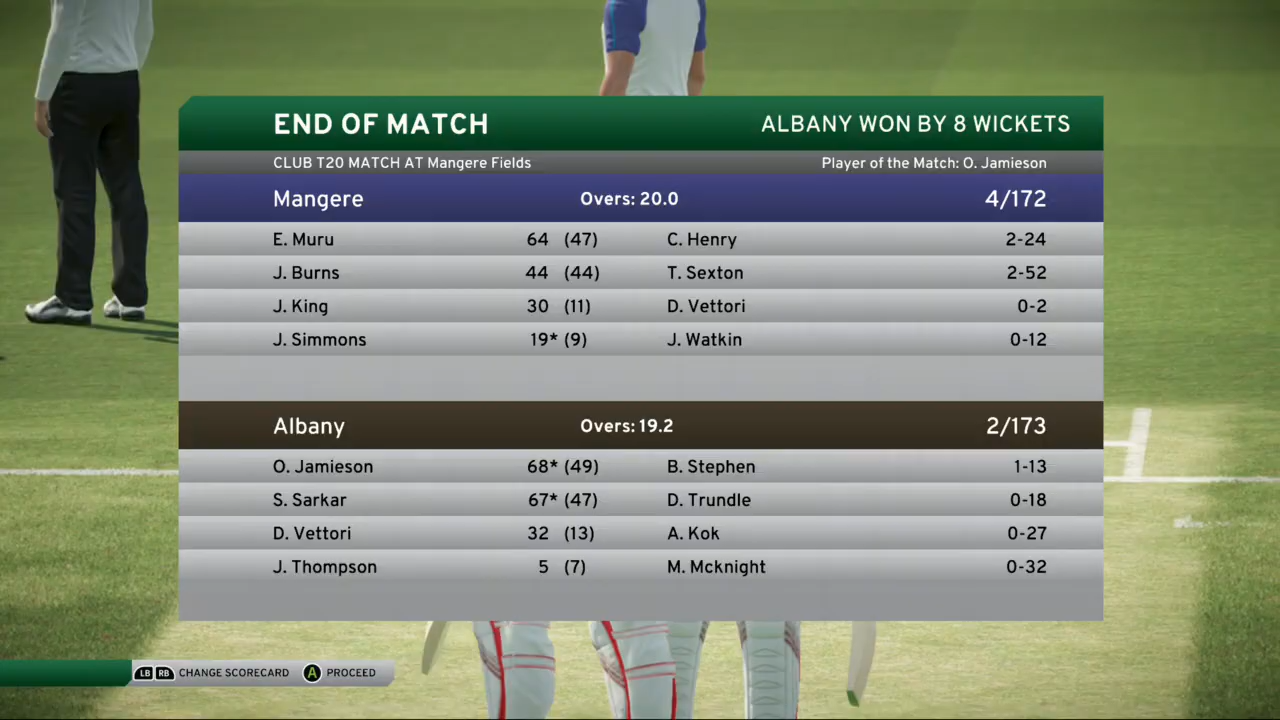 END OF MATCH ALBANY WON BY 8 WICKETS
CLUB T20 MATCH AT Mangere Fields Player of the Match: O. Jamieson
Mangere Overs: 20.0 4/172
E. Muru 64 (47) C. Henry 2-24
J. Burns 44 (44) T. Sexton 2-52
J. King 30 (11) D. Vettori 0-2
J. Simmons 19* (9) J. Watkin 0-12
Albany Overs: 19.2 2/173
O. Jamieson 68* (49) B. Stephen 1-13
S. Sarkar 67* (47) D. Trundle 0-18
D. Vettori 32 (13) A. Kok 0-27
J. Thompson 5 (7) M. Mcknight 0-32
LB RB CHANGE SCORECARD A PROCEED